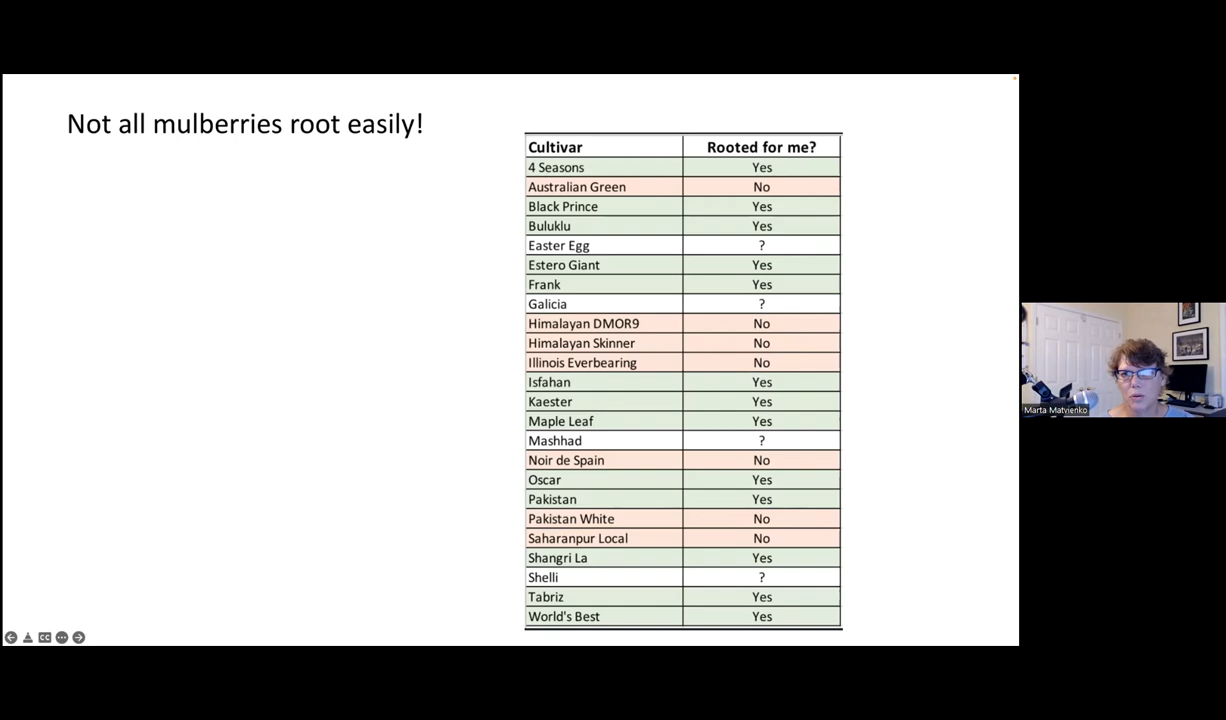 Not all mulberries root easily!
Cultivar Rooted for me?
4 Seasons Yes
Australian Green No
Black Prince Yes
Buluklu Yes
Easter Egg ?
Estero Giant Yes
Frank Yes
Galicia ?
Himalayan DMOR9 No
Himalayan Skinner No
Illinois Everbearing No
Isfahan Yes
Kaester Yes
Maple Leaf Yes
Mashhad ?
Noir de Spain No
Oscar Yes
Pakistan Yes
Pakistan White No
Saharanpur Local No
Shangri La Yes
Shelli ?
Tabriz Yes
World's Best Yes
Marta Matvienko
CC